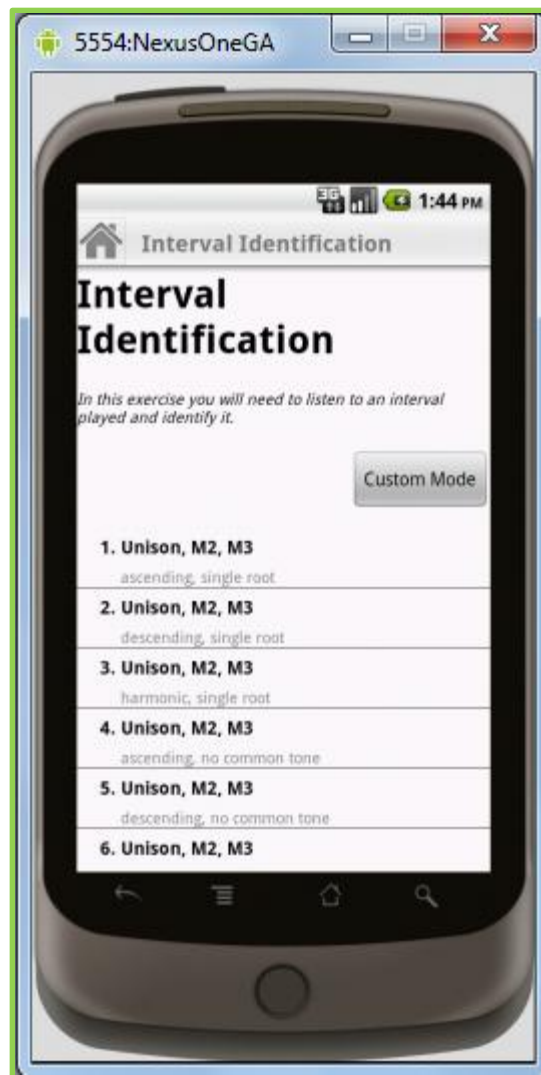 5554:NexusOneGA
3G
1:44 PM
Interval Identification
Interval
Identification
In this exercise you will need to listen to an interval
played and identify it.
Custom Mode
1. Unison, M2, M3
ascending, single root
2. Unison, M2, M3
descending, single root
3. Unison, M2, M3
harmonic, single root
4. Unison, M2, M3
ascending, no common tone
5. Unison, M2, M3
descending, no common tone
6. Unison, M2, M3